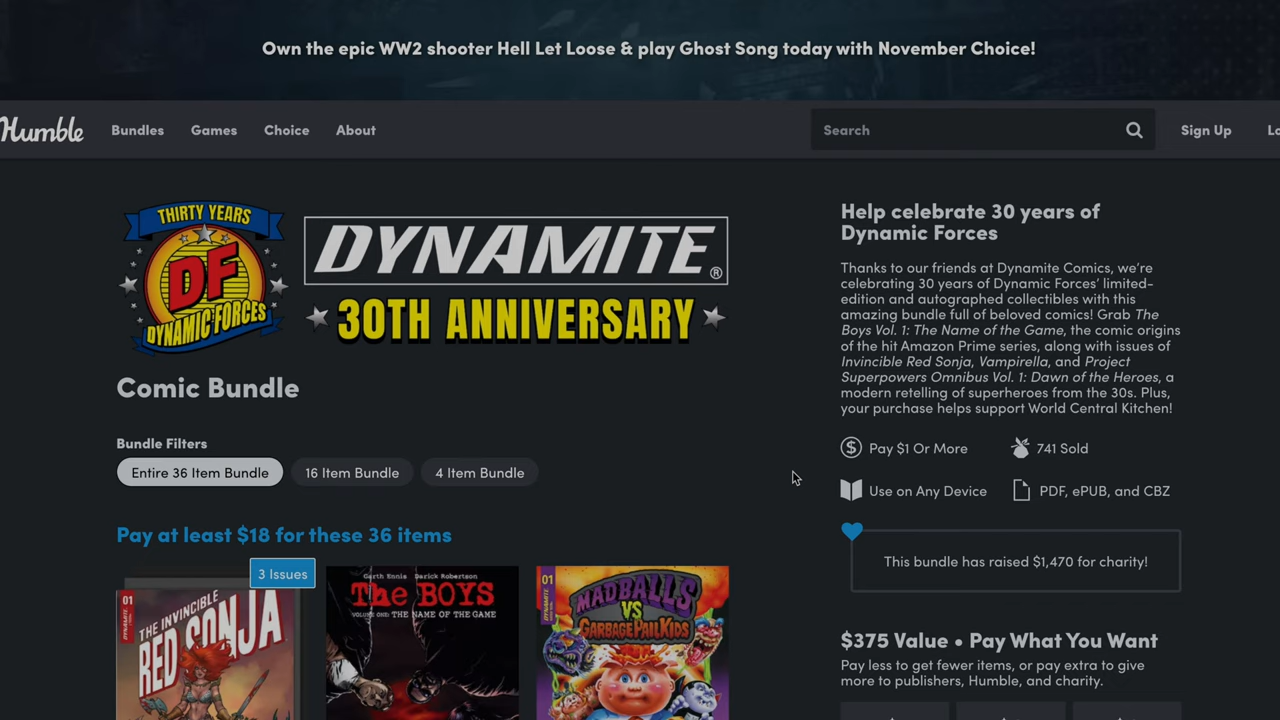 Own the epic WW2 shooter Hell Let Loose & play Ghost Song today with November Choice!
Humble
Bundles
Games
Choice
About
Search
Sign Up
THIRTY YEARS
DF
DYNAMIC FORCES
DYNAMITE®
30TH ANNIVERSARY
Comic Bundle
Bundle Filters
Entire 36 Item Bundle
16 Item Bundle
4 Item Bundle
Pay at least $18 for these 36 items
3 Issues
01
DYNAMITE
THE INVINCIBLE
RED SONJA
Garth Ennis Darick Robertson
The BOYS
VOLUME ONE: THE NAME OF THE GAME
01
DYNAMITE
MADBALLS
VS
GARBAGE PAIL KIDS
Help celebrate 30 years of
Dynamic Forces
Thanks to our friends at Dynamite Comics, we're
celebrating 30 years of Dynamic Forces' limited-
edition and autographed collectibles with this
amazing bundle full of beloved comics! Grab The
Boys Vol. 1: The Name of the Game, the comic origins
of the hit Amazon Prime series, along with issues of
Invincible Red Sonja, Vampirella, and Project
Superpowers Omnibus Vol. 1: Dawn of the Heroes, a
modern retelling of superheroes from the 30s. Plus,
your purchase helps support World Central Kitchen!
Pay $1 Or More
741 Sold
Use on Any Device
PDF, ePUB, and CBZ
This bundle has raised $1,470 for charity!
$375 Value • Pay What You Want
Pay less to get fewer items, or pay extra to give
more to publishers, Humble, and charity.